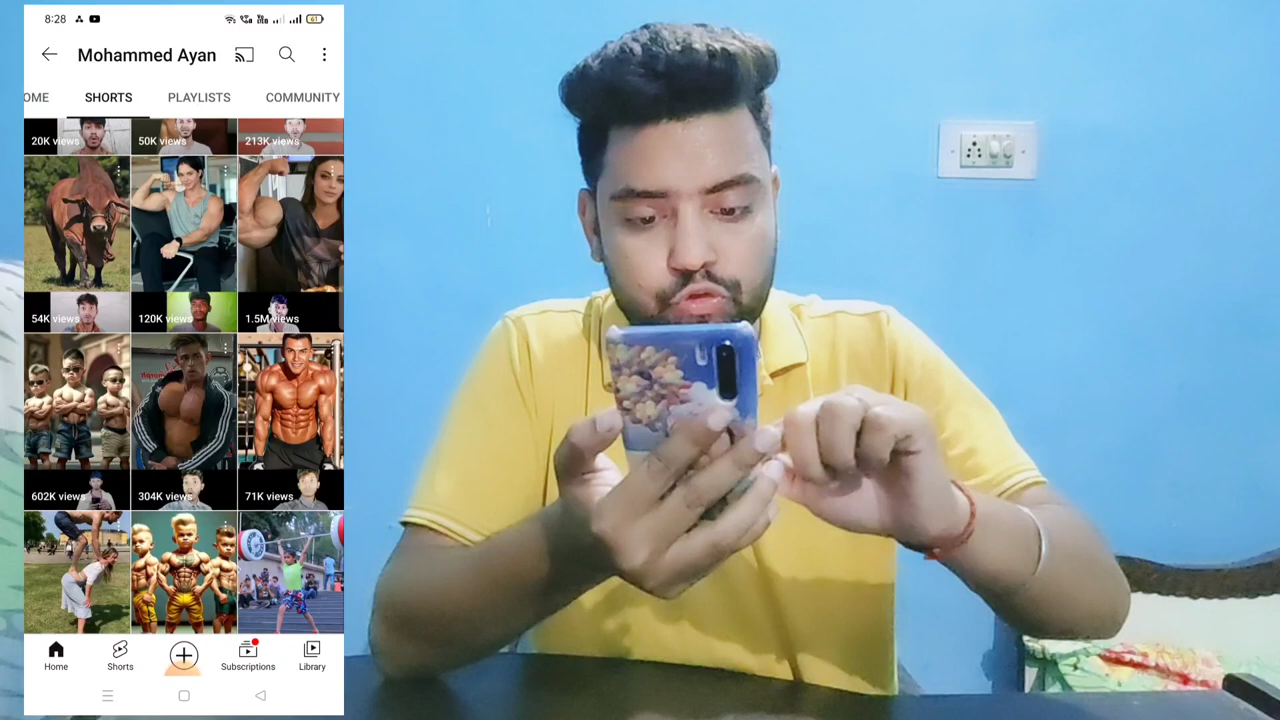 8:28
61
Mohammed Ayan
OME SHORTS PLAYLISTS COMMUNITY
20K views 50K views 213K views
54K views 120K views 1.5M views
602K views 304K views 71K views
Home Shorts Subscriptions Library